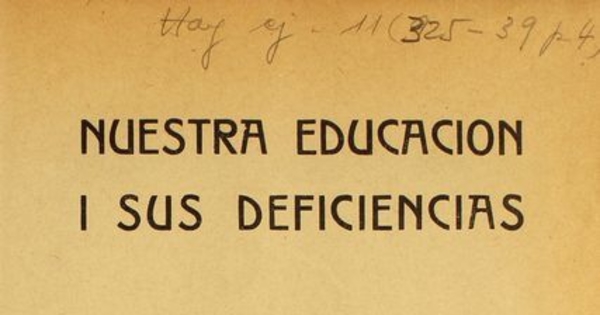 Hay ej. 11(325-39 p.4)
NUESTRA EDUCACION
I SUS DEFICIENCIAS